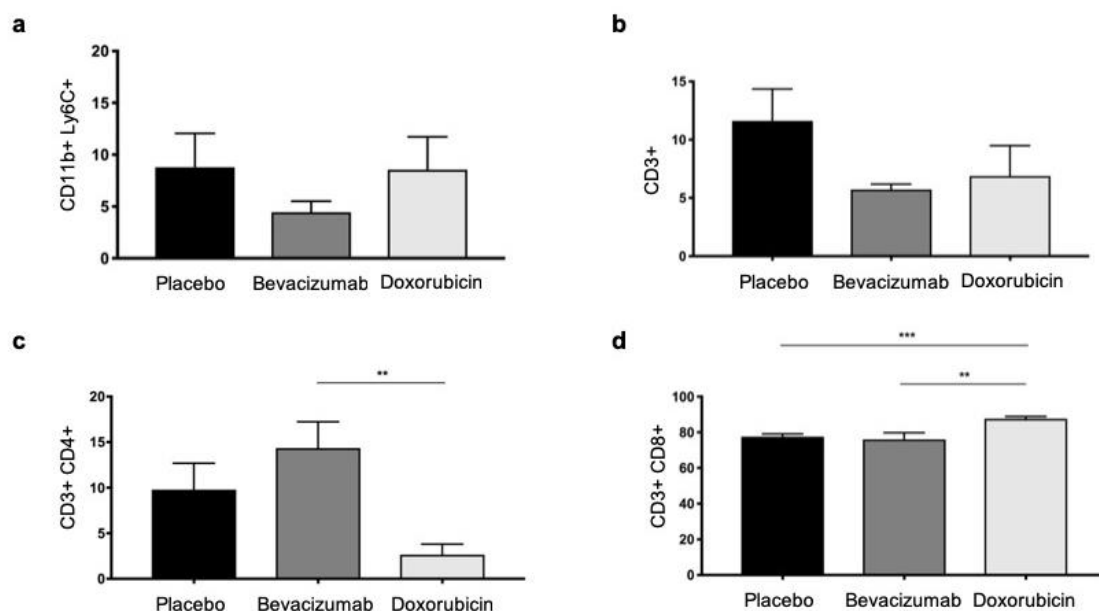 a
20
15
10
5
0
CD11b+ Ly6C+
Placebo Bevacizumab Doxorubicin
b
15
10
5
0
CD3+
Placebo Bevacizumab Doxorubicin
c
**
20
15
10
5
0
CD3+ CD4+
Placebo Bevacizumab Doxorubicin
d
***
**
100
80
60
40
20
0
CD3+ CD8+
Placebo Bevacizumab Doxorubicin